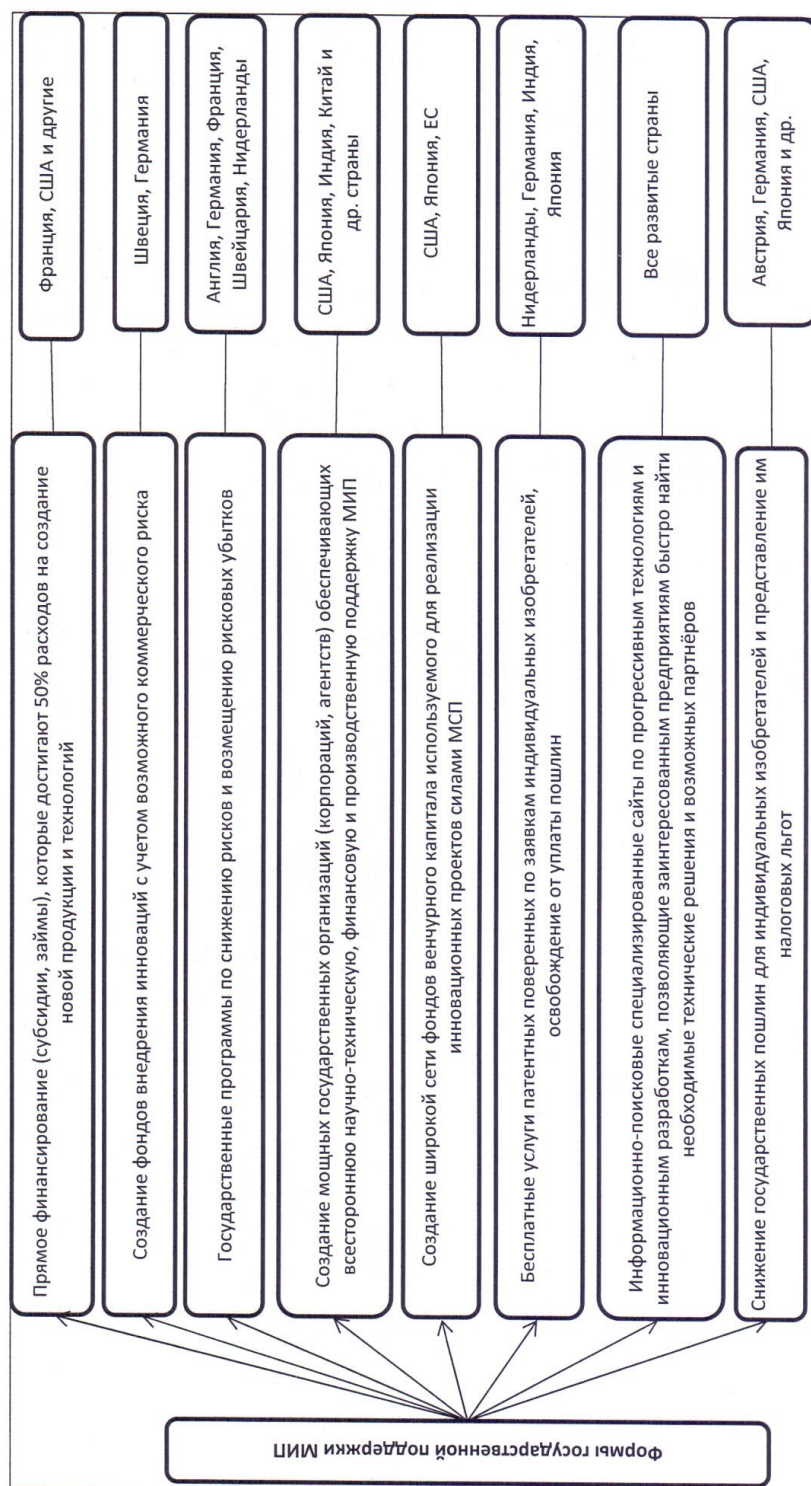 Формы государственной поддержки МИП
Прямое финансирование (субсидии, займы), которые достигают 50% расходов на создание
новой продукции и технологий
Франция, США и другие
Создание фондов внедрения инноваций с учетом возможного коммерческого риска
Швеция, Германия
Государственные программы по снижению рисков и возмещению рисковых убытков
Англия, Германия, Франция,
Швейцария, Нидерланды
Создание мощных государственных организаций (корпораций, агентств) обеспечивающих
всестороннюю научно-техническую, финансовую и производственную поддержку МИП
США, Япония, Индия, Китай и
др. страны
Создание широкой сети фондов венчурного капитала используемого для реализации
инновационных проектов силами МСП
США, Япония, ЕС
Бесплатные услуги патентных поверенных по заявкам индивидуальных изобретателей,
освобождение от уплаты пошлин
Нидерланды, Германия, Индия,
Япония
Информационно-поисковые специализированные сайты по прогрессивным технологиям и
инновационным разработкам, позволяющие заинтересованным предприятиям быстро найти
необходимые технические решения и возможных партнёров
Все развитые страны
Снижение государственных пошлин для индивидуальных изобретателей и представление им
налоговых льгот
Австрия, Германия, США,
Япония и др.